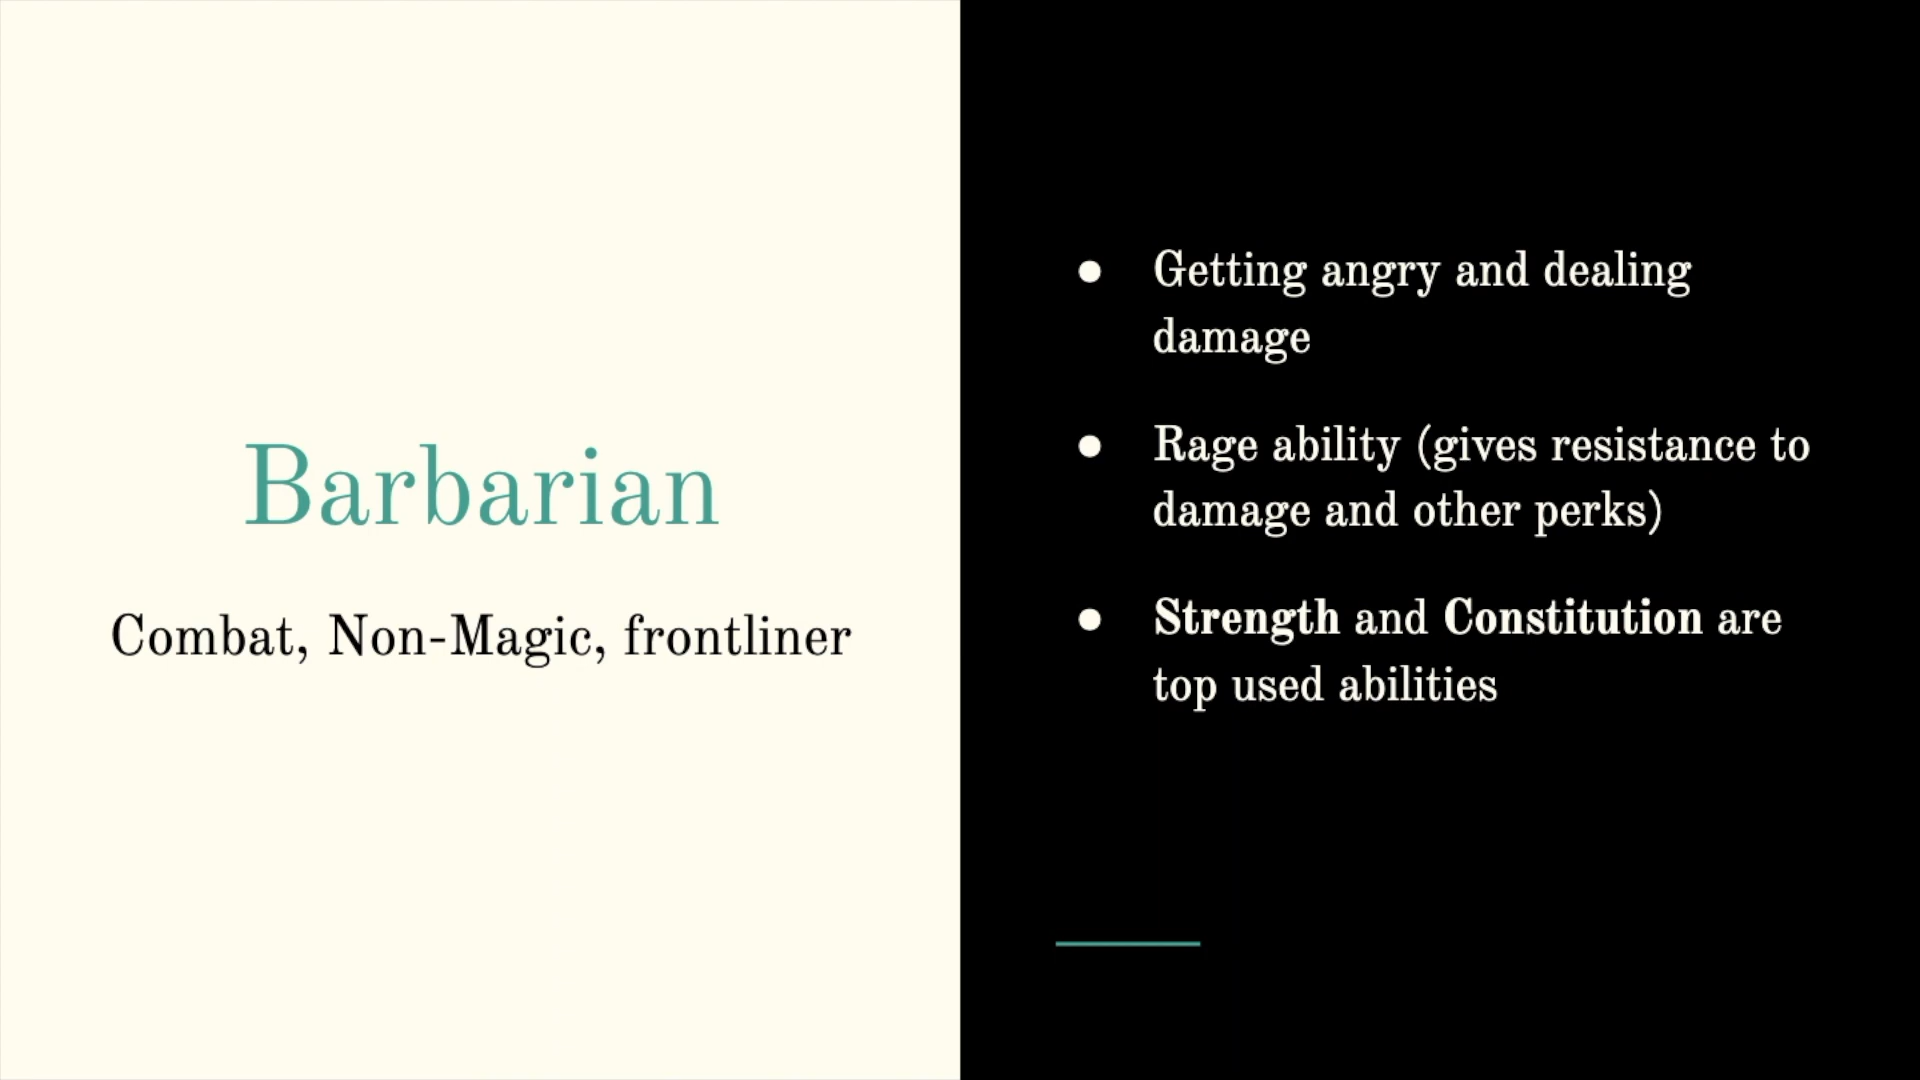 Barbarian
Combat, Non-Magic, frontliner
● Getting angry and dealing
damage
● Rage ability (gives resistance to
damage and other perks)
● Strength and Constitution are
top used abilities